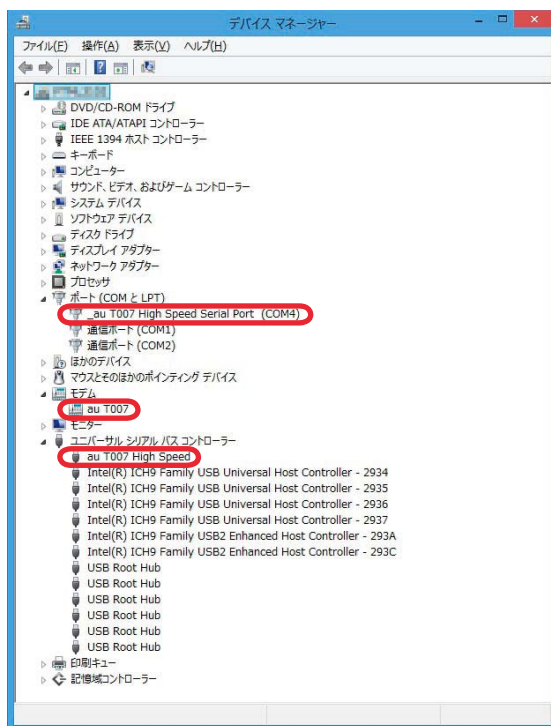 デバイス マネージャー
ファイル(F) 操作(A) 表示(V) ヘルプ(H)
DVD/CD-ROM ドライブ
IDE ATA/ATAPI コントローラー
IEEE 1394 ホスト コントローラー
キーボード
コンピューター
サウンド、ビデオ、およびゲーム コントローラー
システム デバイス
ソフトウェア デバイス
ディスク ドライブ
ディスプレイ アダプター
ネットワーク アダプター
プロセッサ
ポート (COM と LPT)
_au T007 High Speed Serial Port (COM4)
通信ポート (COM1)
通信ポート (COM2)
ほかのデバイス
マウスとそのほかのポインティング デバイス
モデム
au T007
モニター
ユニバーサル シリアル バス コントローラー
au T007 High Speed
Intel(R) ICH9 Family USB Universal Host Controller - 2934
Intel(R) ICH9 Family USB Universal Host Controller - 2935
Intel(R) ICH9 Family USB Universal Host Controller - 2936
Intel(R) ICH9 Family USB Universal Host Controller - 2937
Intel(R) ICH9 Family USB2 Enhanced Host Controller - 293A
Intel(R) ICH9 Family USB2 Enhanced Host Controller - 293C
USB Root Hub
USB Root Hub
USB Root Hub
USB Root Hub
USB Root Hub
USB Root Hub
印刷キュー
記憶域コントローラー